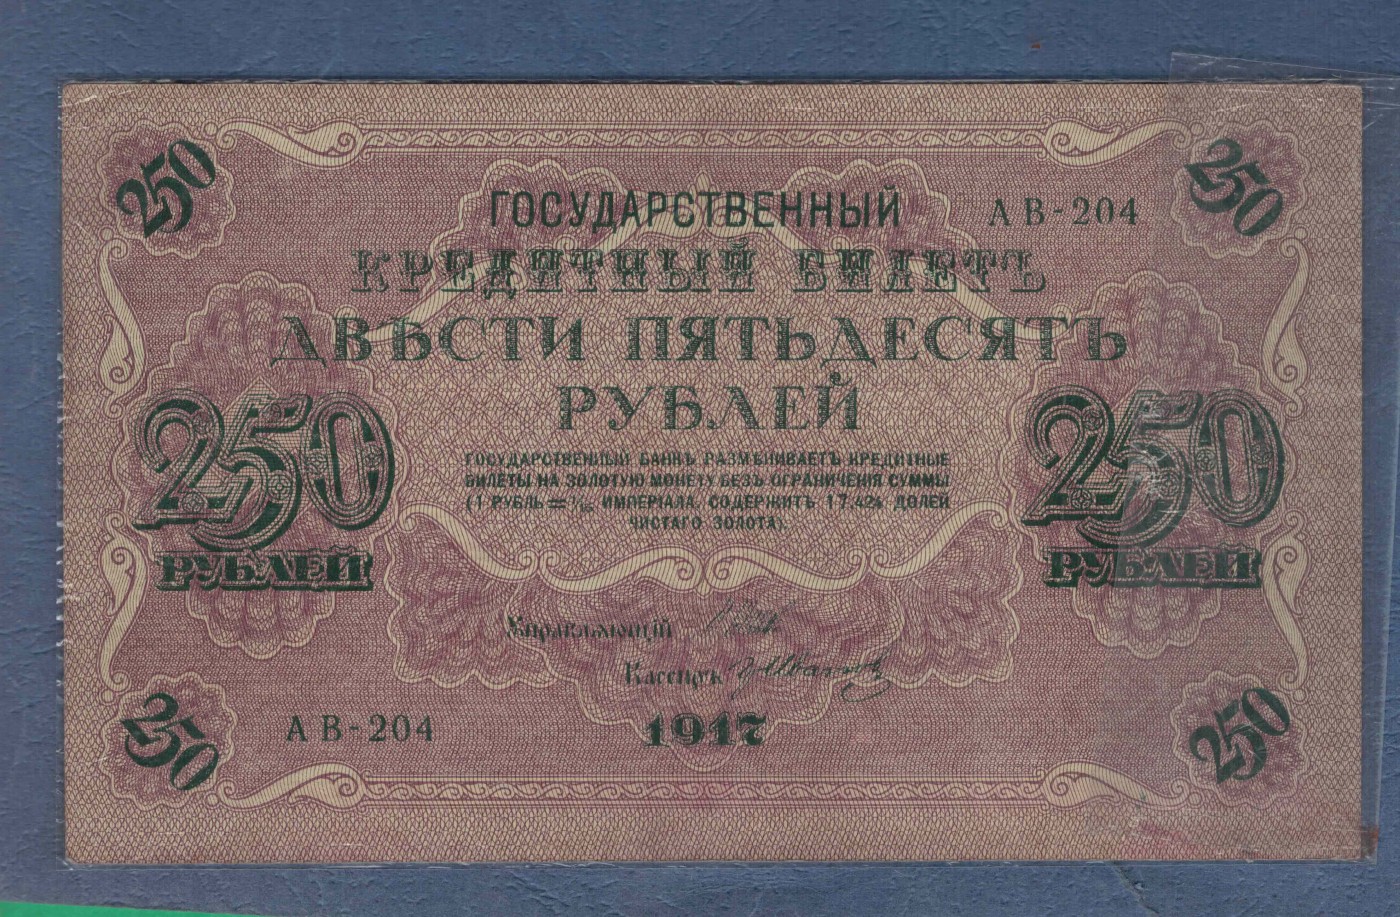 250
250
ГОСУДАРСТВЕННЫЙ
АВ-204
КРЕДИТНЫЙ БИЛЕТЪ
ДВѢСТИ ПЯТЬДЕСЯТЪ
РУБЛЕЙ
250
РУБЛЕЙ
250
РУБЛЕЙ
ГОСУДАРСТВЕННЫЙ БАНКЪ РАЗМѢНИВАЕТЪ КРЕДИТНЫЕ
БИЛЕТЫ НА ЗОЛОТУЮ МОНЕТУ БЕЗЪ ОГРАНИЧЕНІЯ СУММЫ
(1 РУБЛЬ = 1/15 ИМПЕРІАЛА, СОДЕРЖИТЪ 17,424 ДОЛЕЙ
ЧИСТАГО ЗОЛОТА).
Управляющій
Кассиръ
АВ-204
1917
250
250